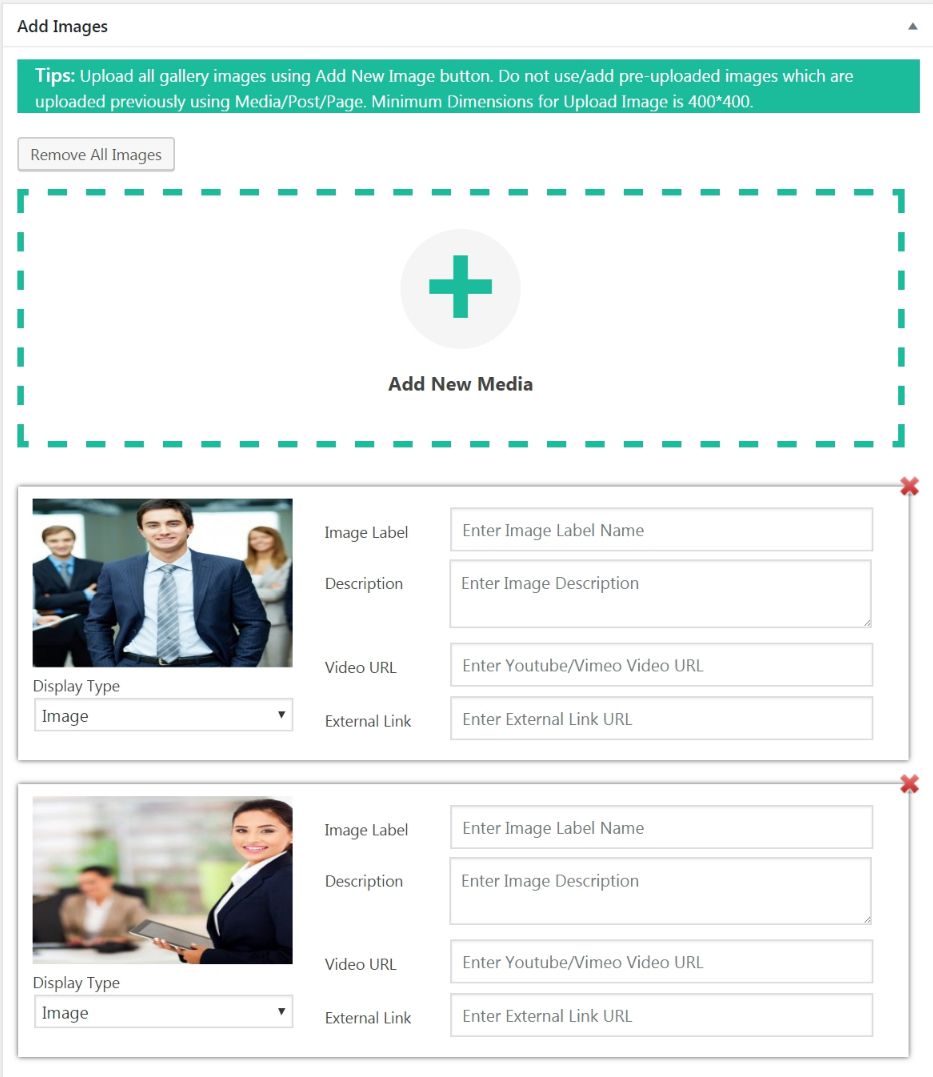 Add Images
Tips: Upload all gallery images using Add New Image button. Do not use/add pre-uploaded images which are
uploaded previously using Media/Post/Page. Minimum Dimensions for Upload Image is 400*400.
Remove All Images
Add New Media
Image Label
Enter Image Label Name
Description
Enter Image Description
Video URL
Enter Youtube/Vimeo Video URL
Display Type
Image
External Link
Enter External Link URL
Image Label
Enter Image Label Name
Description
Enter Image Description
Video URL
Enter Youtube/Vimeo Video URL
Display Type
Image
External Link
Enter External Link URL